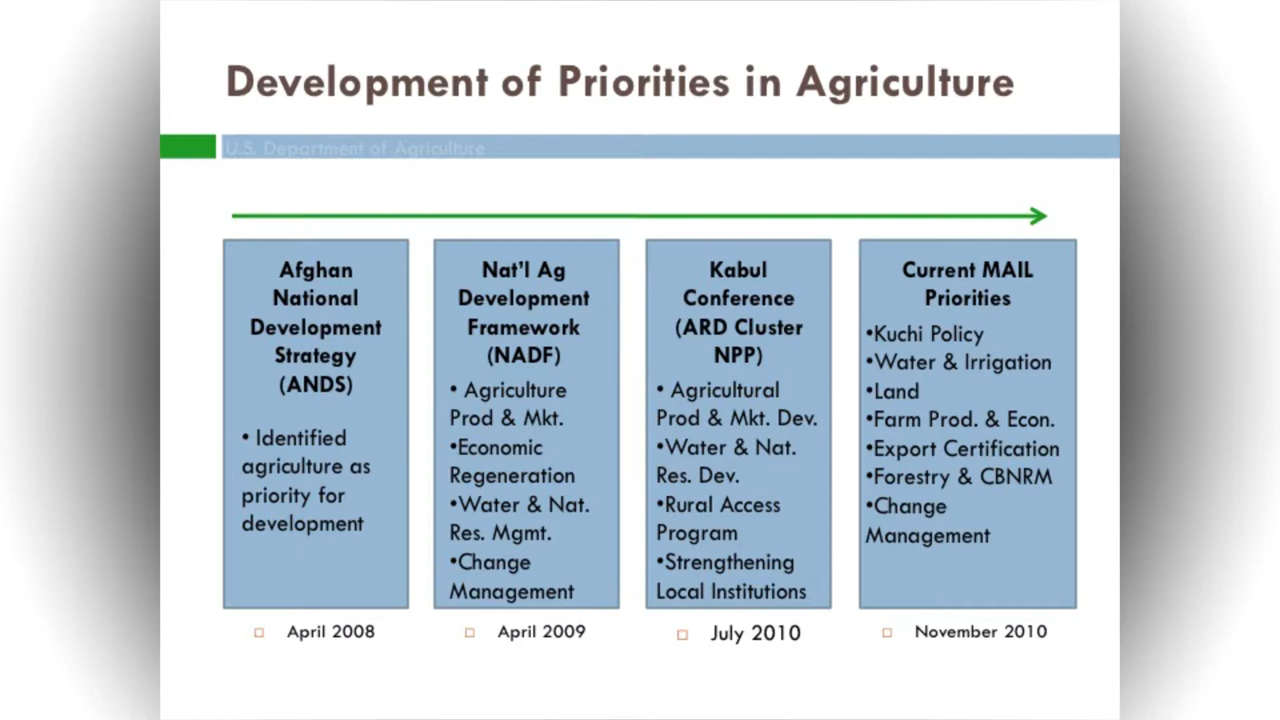 Development of Priorities in Agriculture
U.S. Department of Agriculture
Afghan
National
Development
Strategy
(ANDS)
• Identified
agriculture as
priority for
development
April 2008
Nat'l Ag
Development
Framework
(NADF)
• Agriculture
Prod & Mkt.
•Economic
Regeneration
•Water & Nat.
Res. Mgmt.
•Change
Management
April 2009
Kabul
Conference
(ARD Cluster
NPP)
• Agricultural
Prod & Mkt. Dev.
•Water & Nat.
Res. Dev.
•Rural Access
Program
•Strengthening
Local Institutions
July 2010
Current MAIL
Priorities
•Kuchi Policy
•Water & Irrigation
•Land
•Farm Prod. & Econ.
•Export Certification
•Forestry & CBNRM
•Change
Management
November 2010